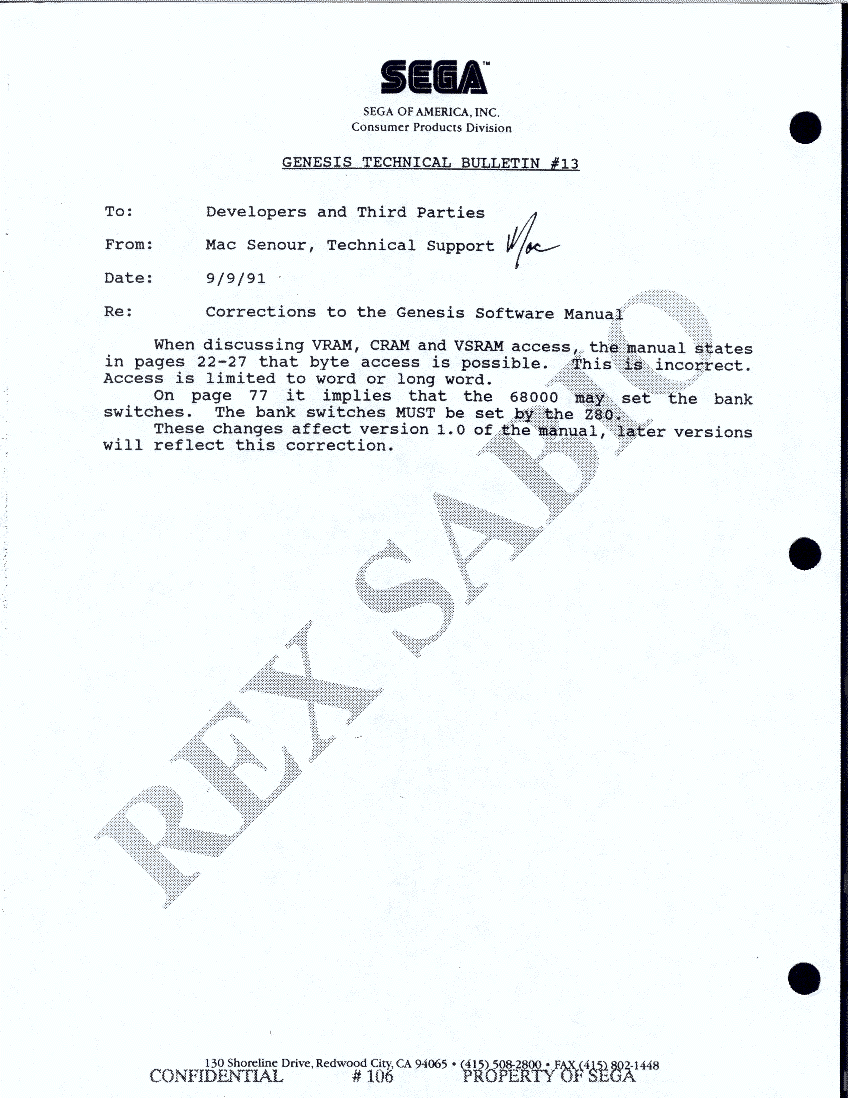 SEGA™
SEGA OF AMERICA, INC.
Consumer Products Division
GENESIS TECHNICAL BULLETIN #13
To: Developers and Third Parties
From: Mac Senour, Technical Support Mac
Date: 9/9/91
Re: Corrections to the Genesis Software Manual
When discussing VRAM, CRAM and VSRAM access, the manual states
in pages 22-27 that byte access is possible. This is incorrect.
Access is limited to word or long word.
On page 77 it implies that the 68000 may set the bank
switches. The bank switches MUST be set by the Z80.
These changes affect version 1.0 of the manual, later versions
will reflect this correction.
REX SABIO
130 Shoreline Drive, Redwood City, CA 94065 • (415) 508-2800 • FAX (415) 802-1448
CONFIDENTIAL # 106 PROPERTY OF SEGA